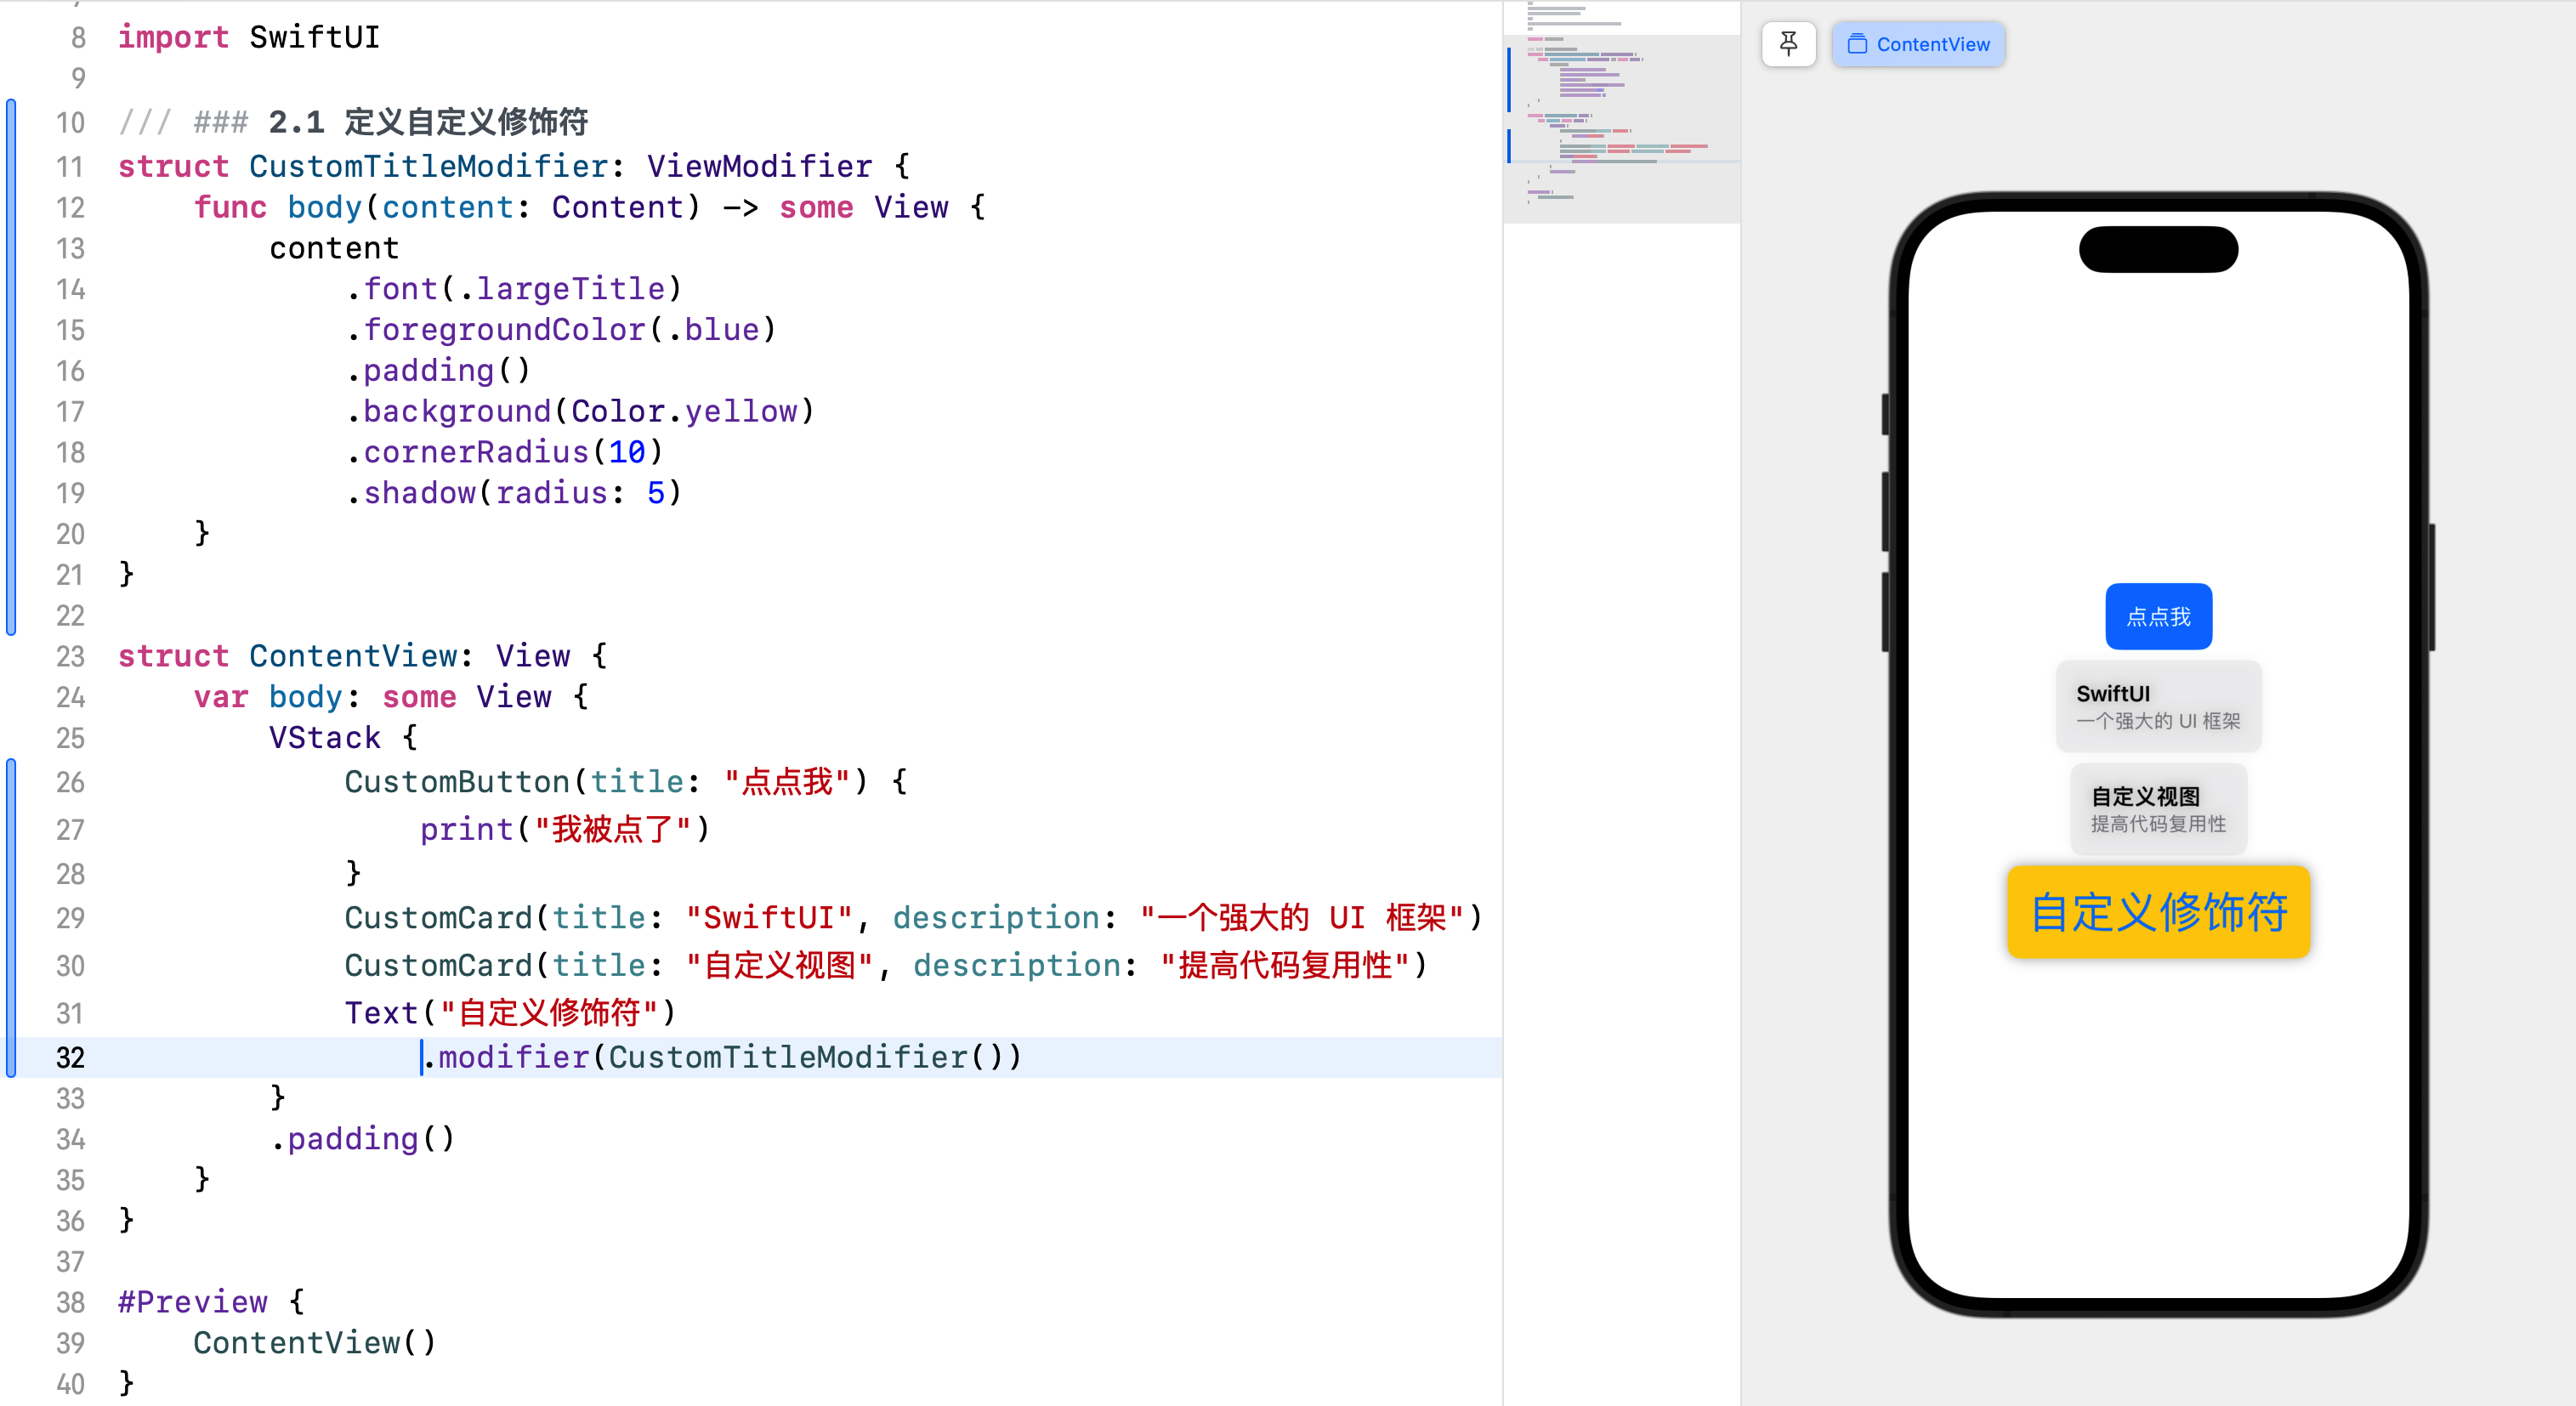 8 import SwiftUI
9
10 /// ### 2.1 定义自定义修饰符
11 struct CustomTitleModifier: ViewModifier {
12 func body(content: Content) -> some View {
13 content
14 .font(.largeTitle)
15 .foregroundColor(.blue)
16 .padding()
17 .background(Color.yellow)
18 .cornerRadius(10)
19 .shadow(radius: 5)
20 }
21 }
22
23 struct ContentView: View {
24 var body: some View {
25 VStack {
26 CustomButton(title: "点点我") {
27 print("我被点了")
28 }
29 CustomCard(title: "SwiftUI", description: "一个强大的 UI 框架")
30 CustomCard(title: "自定义视图", description: "提高代码复用性")
31 Text("自定义修饰符")
32 .modifier(CustomTitleModifier())
33 }
34 .padding()
35 }
36 }
37
38 #Preview {
39 ContentView()
40 }
ContentView
点点我
SwiftUI
一个强大的 UI 框架
自定义视图
提高代码复用性
自定义修饰符